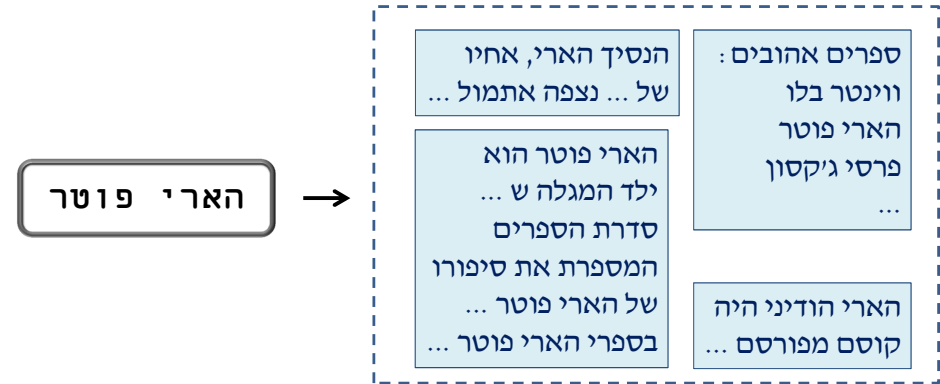 הארי פוטר
ספרים אהובים:
ווינטר בלו
הארי פוטר
פרסי ג'קסון
...
הנסיך הארי, אחיו
של ... נצפה אתמול ...
הארי פוטר הוא
ילד המגלה ש ...
סדרת הספרים
המספרת את סיפורו
של הארי פוטר ...
בספרי הארי פוטר ...
הארי הודיני היה
קוסם מפורסם ...